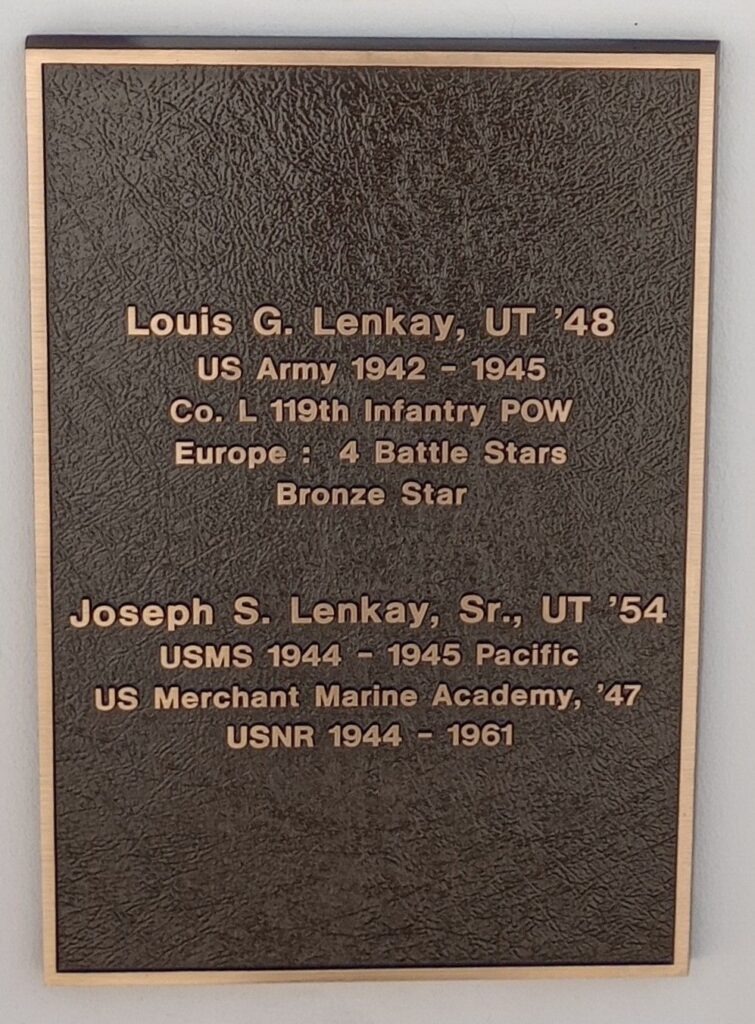 Louis G. Lenkay, UT '48
US Army 1942 - 1945
Co. L 119th Infantry POW
Europe : 4 Battle Stars
Bronze Star
Joseph S. Lenkay, Sr., UT '54
USMS 1944 - 1945 Pacific
US Merchant Marine Academy, '47
USNR 1944 - 1961